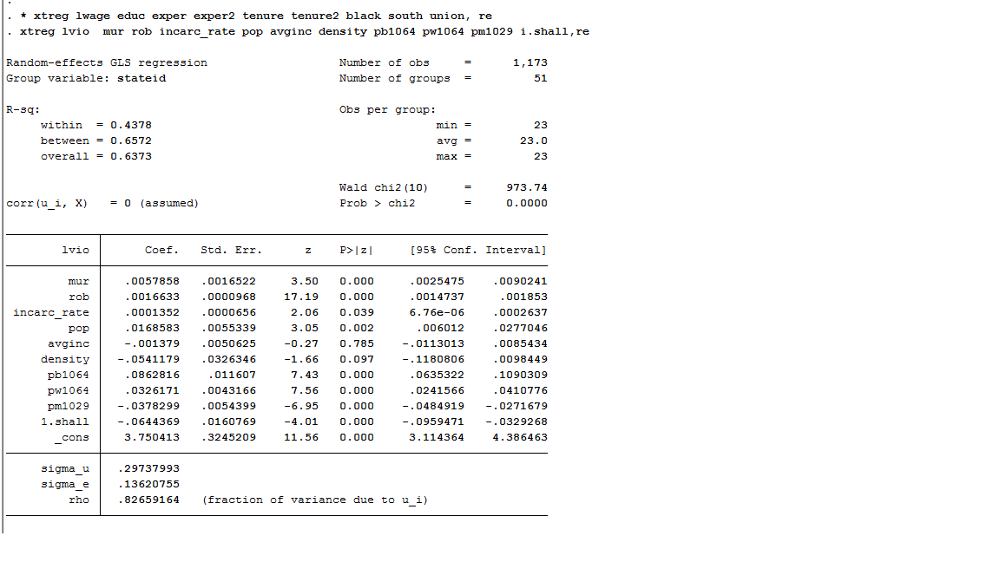 . * xtreg lwage educ exper exper2 tenure tenure2 black south union, re
. xtreg lvio  mur rob incarc_rate pop avginc density pb1064 pw1064 pm1029 i.shall,re
Random-effects GLS regression                   Number of obs     =      1,173
Group variable: stateid                         Number of groups  =         51
R-sq:                                           Obs per group:
     within  = 0.4378                                         min =         23
     between = 0.6572                                         avg =       23.0
     overall = 0.6373                                         max =         23
                                                Wald chi2(10)     =     973.74
corr(u_i, X)   = 0 (assumed)                    Prob > chi2       =     0.0000
        lvio |      Coef.   Std. Err.      z    P>|z|     [95% Conf. Interval]
         mur |   .0057858   .0016522     3.50   0.000     .0025475    .0090241
         rob |   .0016633   .0000968    17.19   0.000     .0014737     .001853
 incarc_rate |   .0001352   .0000656     2.06   0.039     6.76e-06    .0002637
         pop |   .0168583   .0055339     3.05   0.002      .006012    .0277046
      avginc |   -.001379   .0050625    -0.27   0.785    -.0113013    .0085434
     density |  -.0541179   .0326346    -1.66   0.097    -.1180806    .0098449
      pb1064 |   .0862816    .011607     7.43   0.000     .0635322    .1090309
      pw1064 |   .0326171   .0043166     7.56   0.000     .0241566    .0410776
      pm1029 |  -.0378299   .0054399    -6.95   0.000    -.0484919   -.0271679
     1.shall |  -.0644369   .0160769    -4.01   0.000    -.0959471   -.0329268
       _cons |   3.750413   .3245209    11.56   0.000     3.114364    4.386463
     sigma_u |  .29737993
     sigma_e |  .13620755
         rho |  .82659164   (fraction of variance due to u_i)